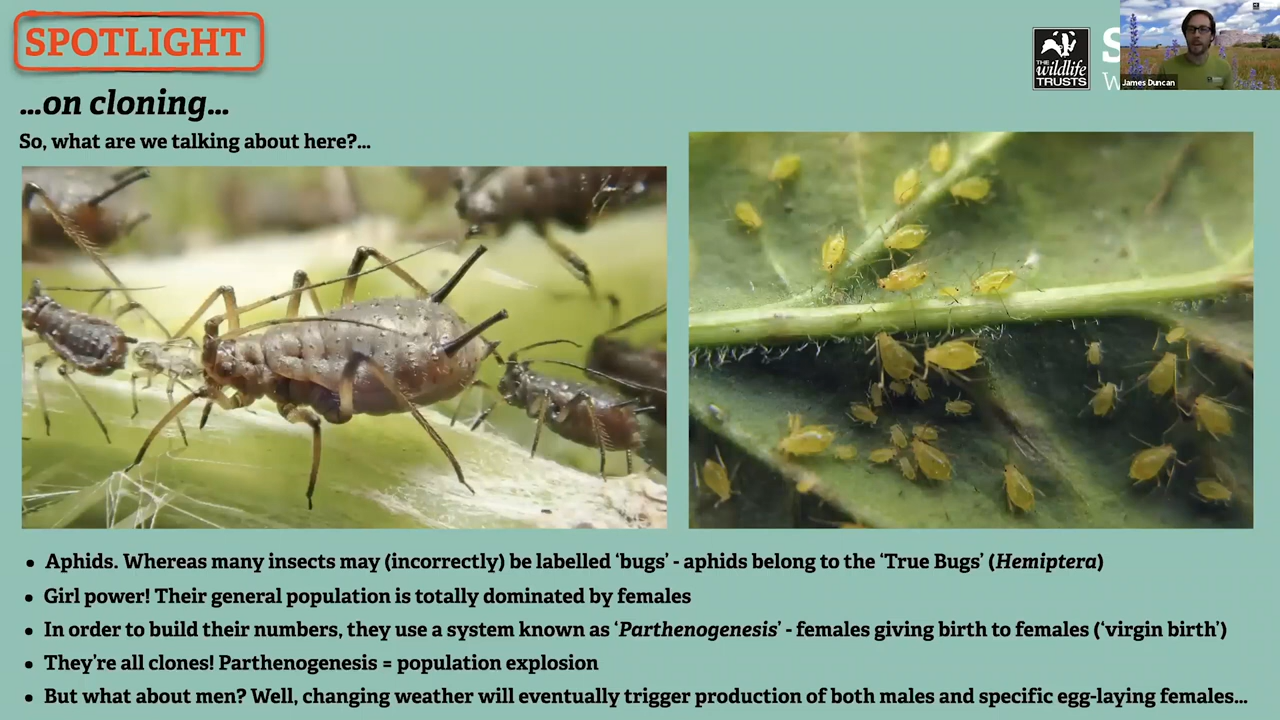 SPOTLIGHT
...on cloning...
So, what are we talking about here?...
THE
wildlife
TRUSTS
S
W
James Duncan
• Aphids. Whereas many insects may (incorrectly) be labelled ‘bugs’ - aphids belong to the ‘True Bugs’ (Hemiptera)
• Girl power! Their general population is totally dominated by females
• In order to build their numbers, they use a system known as ‘Parthenogenesis’ - females giving birth to females (‘virgin birth’)
• They’re all clones! Parthenogenesis = population explosion
• But what about men? Well, changing weather will eventually trigger production of both males and specific egg-laying females...